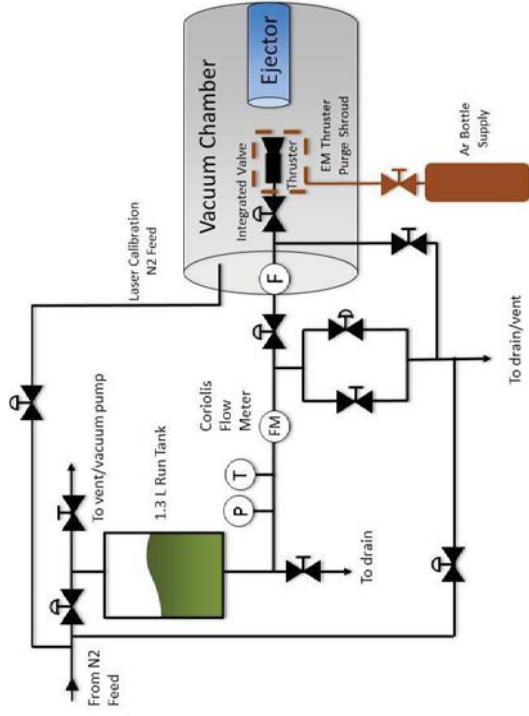 From N2
Feed
To vent/vacuum pump
1.3 L Run Tank
To drain
P
T
Coriolis
Flow
Meter
FM
Laser Calibration
N2 Feed
F
Vacuum Chamber
Integrated Valve
Thruster
EM Thruster
Purge Shroud
Ejector
To drain/vent
Ar Bottle
Supply